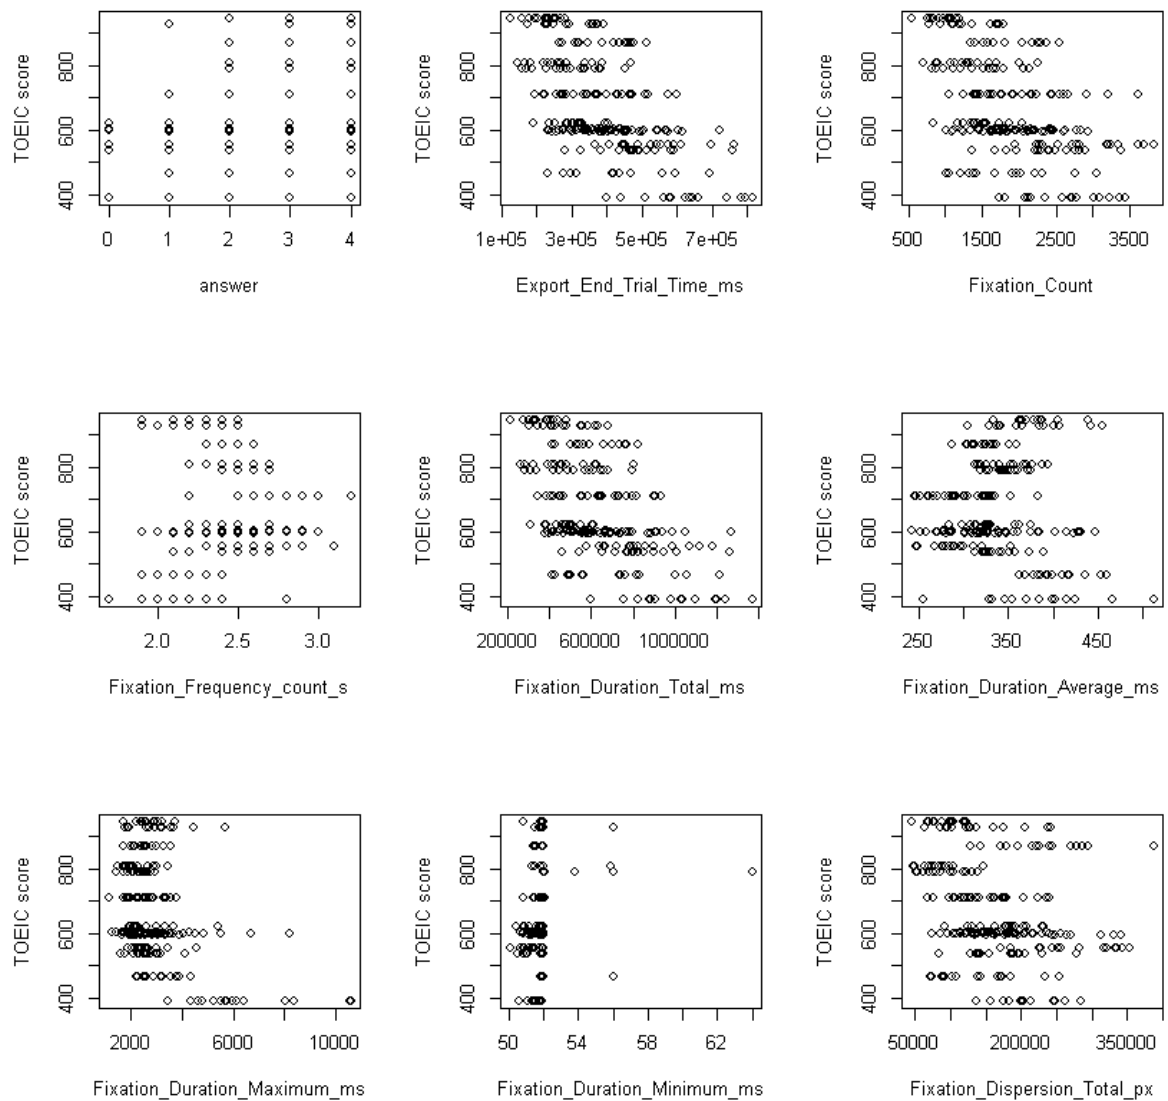 TOEIC score
400 600 800
0 1 2 3 4
answer
TOEIC score
400 600 800
1e+05 3e+05 5e+05 7e+05
Export_End_Trial_Time_ms
TOEIC score
400 600 800
500 1500 2500 3500
Fixation_Count
TOEIC score
400 600 800
2.0 2.5 3.0
Fixation_Frequency_count_s
TOEIC score
400 600 800
200000 600000 1000000
Fixation_Duration_Total_ms
TOEIC score
400 600 800
250 350 450
Fixation_Duration_Average_ms
TOEIC score
400 600 800
2000 6000 10000
Fixation_Duration_Maximum_ms
TOEIC score
400 600 800
50 54 58 62
Fixation_Duration_Minimum_ms
TOEIC score
400 600 800
50000 200000 350000
Fixation_Dispersion_Total_px